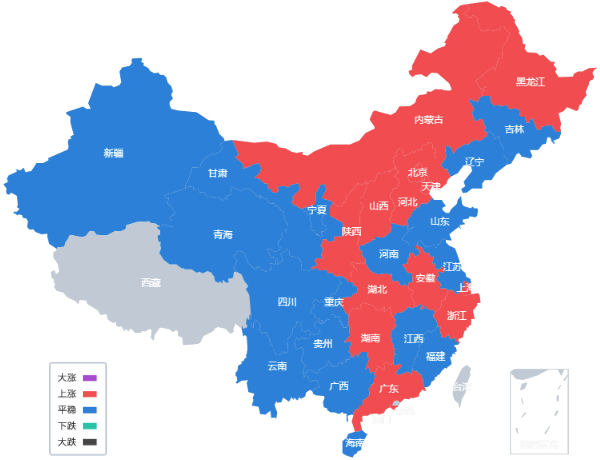 黑龙江
内蒙古
吉林
新疆
辽宁
甘肃
北京
天津
宁夏
山西
河北
山东
陕西
青海
河南
江苏
安徽
西藏
上海
湖北
四川
重庆
浙江
湖南
江西
贵州
福建
云南
广西
广东
台湾
海南
大涨
上涨
平稳
下跌
大跌